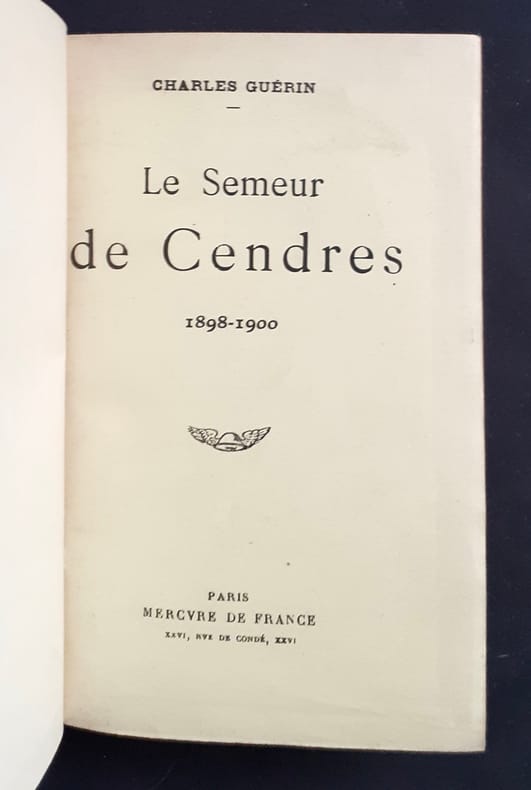 CHARLES GUÉRIN
Le Semeur
de Cendres
1898-1900
PARIS
MERCVRE DE FRANCE
XXVI, RVE DE CONDÉ, XXVI